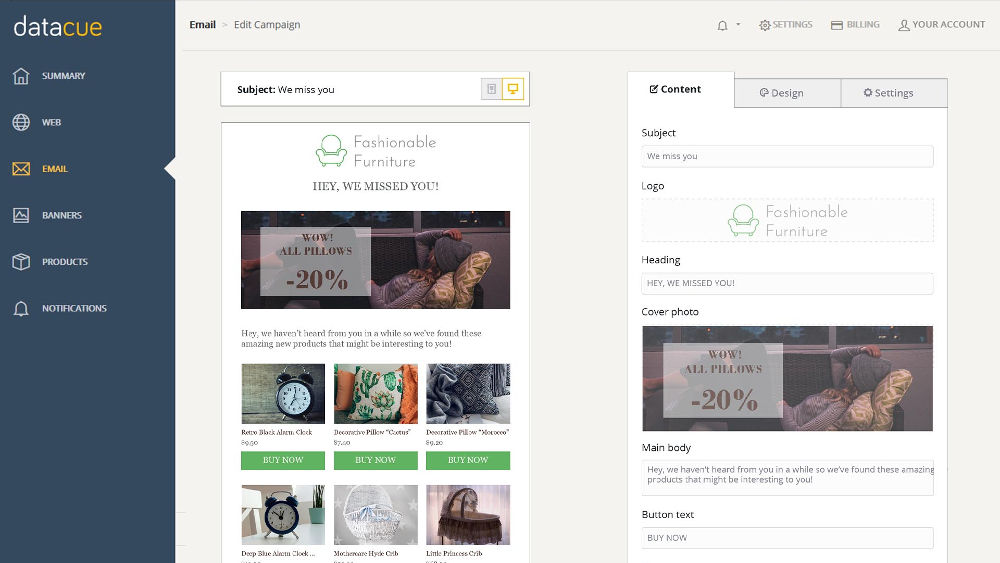 datacue
Email > Edit Campaign
SETTINGS
BILLING
YOUR ACCOUNT
SUMMARY
WEB
EMAIL
BANNERS
PRODUCTS
NOTIFICATIONS
Subject: We miss you
Fashionable
Furniture
HEY, WE MISSED YOU!
WOW!
ALL PILLOWS
-20%
Hey, we haven't heard from you in a while so we've found these
amazing new products that might be interesting to you!
Retro Black Alarm Clock
$9.50
BUY NOW
Decorative Pillow "Cactus"
$7.40
BUY NOW
Decorative Pillow "Morocco"
$9.20
BUY NOW
Deep Blue Alarm Clock ...
Mothercare Hyde Crib
Little Princess Crib
Content
Design
Settings
Subject
We miss you
Logo
Fashionable
Furniture
Heading
HEY, WE MISSED YOU!
Cover photo
WOW!
ALL PILLOWS
-20%
Main body
Hey, we haven't heard from you in a while so we've found these amazing
products that might be interesting to you!
Button text
BUY NOW